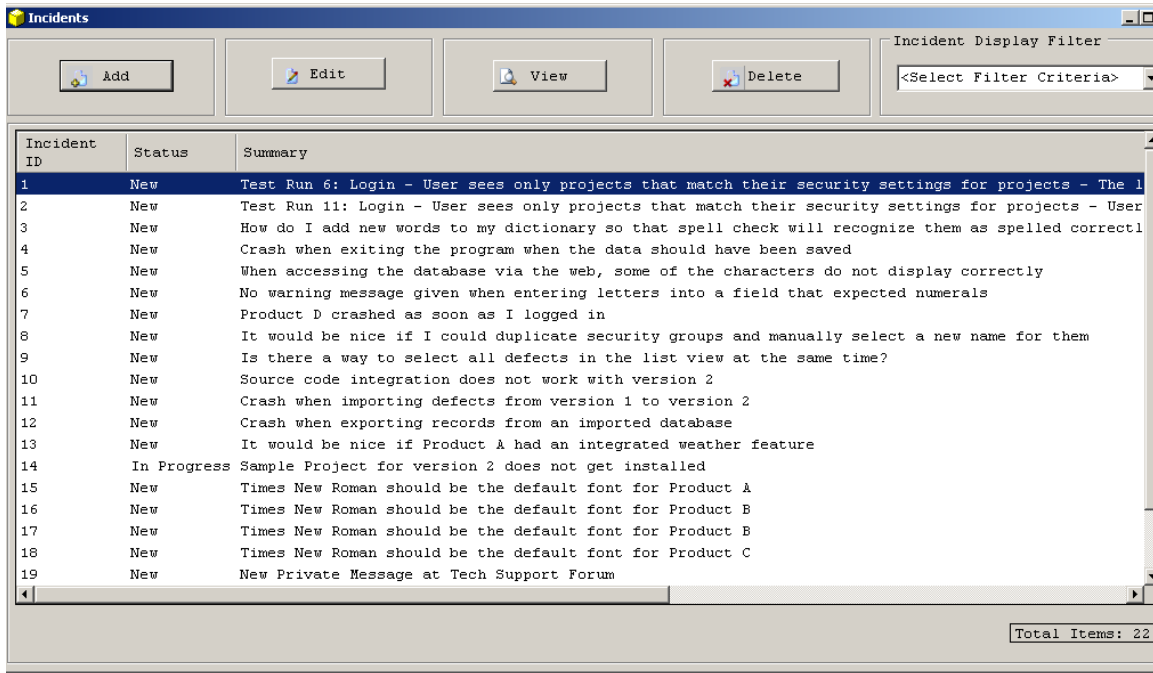 Incidents
Add
Edit
View
Delete
Incident Display Filter
<Select Filter Criteria>
Incident ID Status Summary
1 New Test Run 6: Login - User sees only projects that match their security settings for projects - The
2 New Test Run 11: Login - User sees only projects that match their security settings for projects - User
3 New How do I add new words to my dictionary so that spell check will recognize them as spelled
4 New Crash when exiting the program when the data should have been saved
5 New When accessing the database via the web, some of the characters do not display correctly
6 New No warning message given when entering letters into a field that expected numerals
7 New Product D crashed as soon as I logged in
8 New It would be nice if I could duplicate security groups and manually select a new name for them
9 New Is there a way to select all defects in the list view at the same time?
10 New Source code integration does not work with version 2
11 New Crash when importing defects from version 1 to version 2
12 New Crash when exporting records from an imported database
13 New It would be nice if Product A had an integrated weather feature
14 In Progress Sample Project for version 2 does not get installed
15 New Times New Roman should be the default font for Product A
16 New Times New Roman should be the default font for Product B
17 New Times New Roman should be the default font for Product B
18 New Times New Roman should be the default font for Product C
19 New New Private Message at Tech Support Forum
Total Items: 22